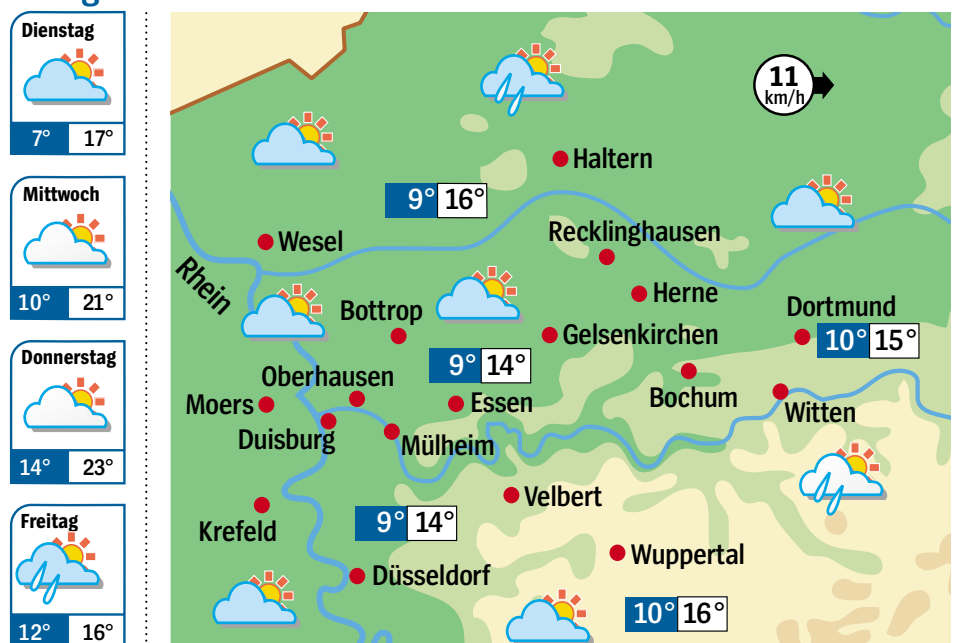 g
Dienstag
7° 17°
Mittwoch
10° 21°
Donnerstag
14° 23°
Freitag
12° 16°
11
km/h
Haltern
9° 16°
Recklinghausen
Wesel
Rhein
Herne
Bottrop
Dortmund
Gelsenkirchen
10° 15°
9° 14°
Oberhausen
Bochum
Moers
Essen
Witten
Duisburg
Mülheim
Velbert
Krefeld
9° 14°
Wuppertal
Düsseldorf
10° 16°